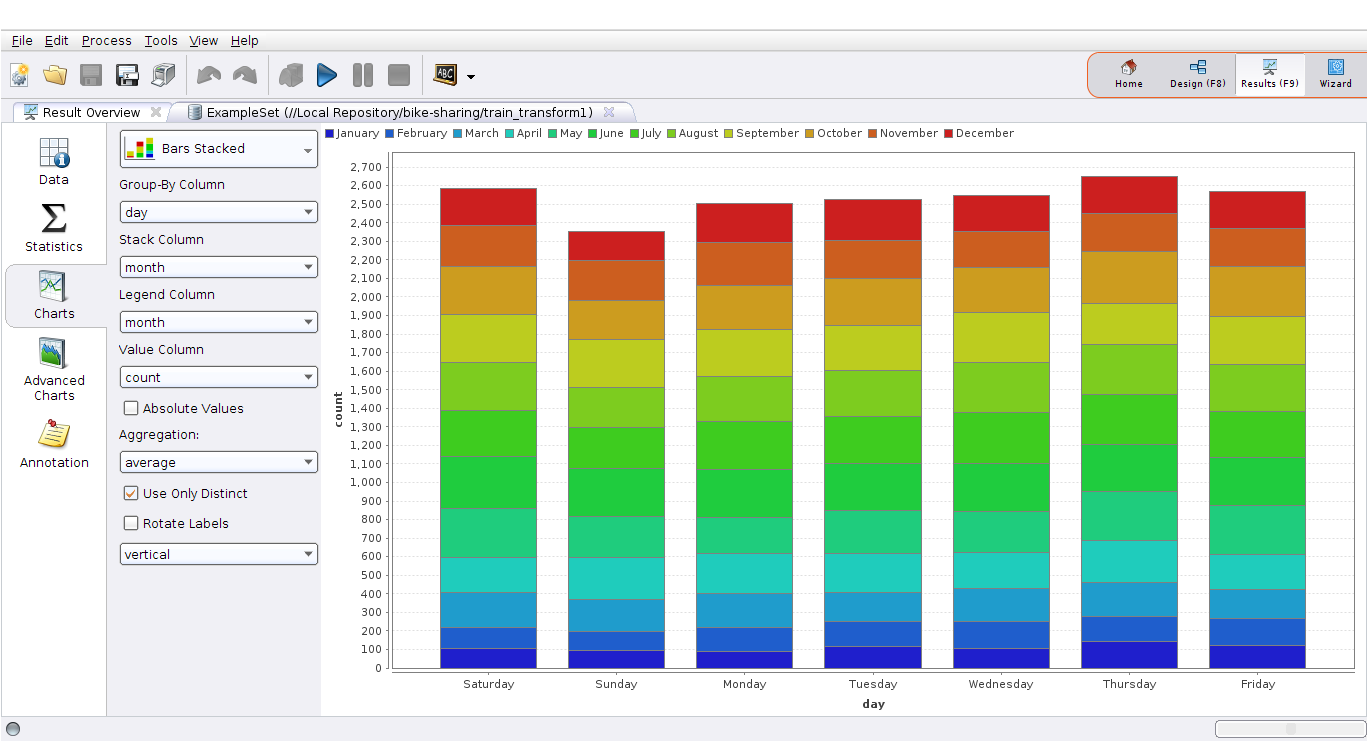 File Edit Process Tools View Help
ABC
Home Design (F8) Results (F9) Wizard
Result Overview ExampleSet (//Local Repository/bike-sharing/train_transform1)
Data
Statistics
Charts
Advanced
Charts
Annotation
Bars Stacked
Group-By Column
day
Stack Column
month
Legend Column
month
Value Column
count
Absolute Values
Aggregation:
average
Use Only Distinct
Rotate Labels
vertical
January February March April May June July August September October November December
2,700
2,600
2,500
2,400
2,300
2,200
2,100
2,000
1,900
1,800
1,700
1,600
1,500
1,400
1,300
1,200
1,100
1,000
900
800
700
600
500
400
300
200
100
0
count
Saturday Sunday Monday Tuesday Wednesday Thursday Friday
day